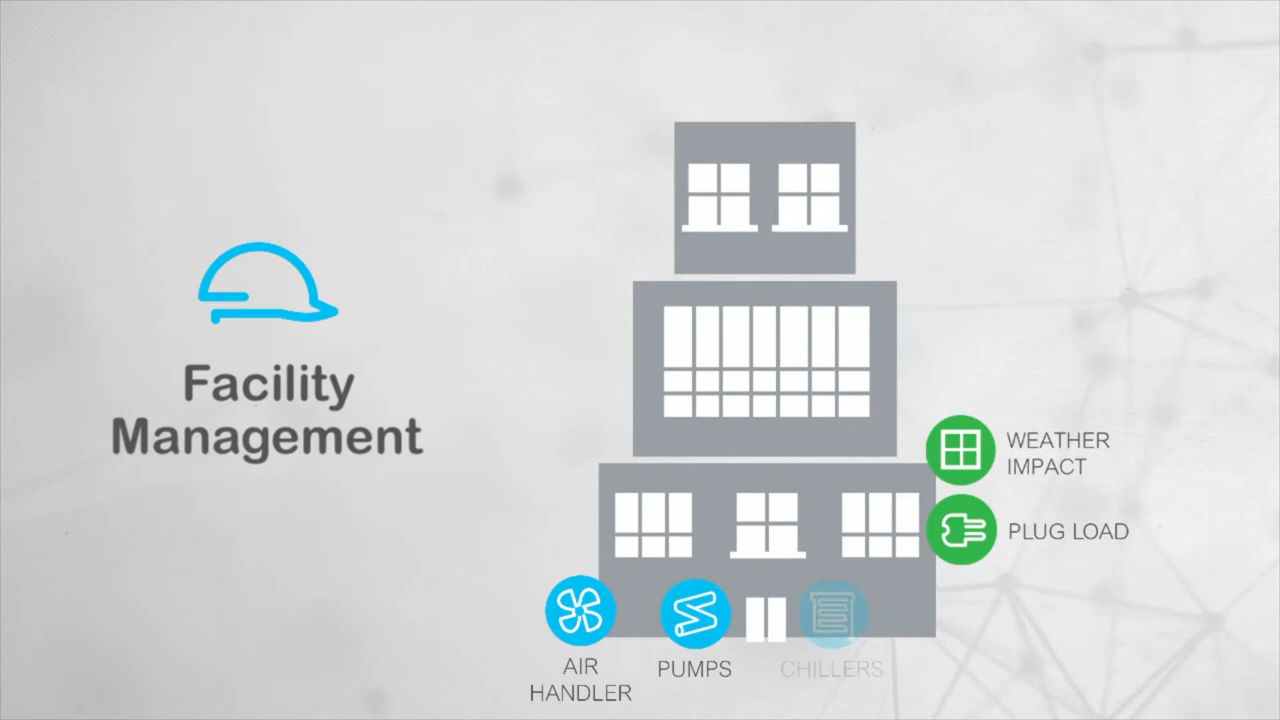 Facility
Management
WEATHER
IMPACT
PLUG LOAD
AIR
HANDLER
PUMPS
CHILLERS